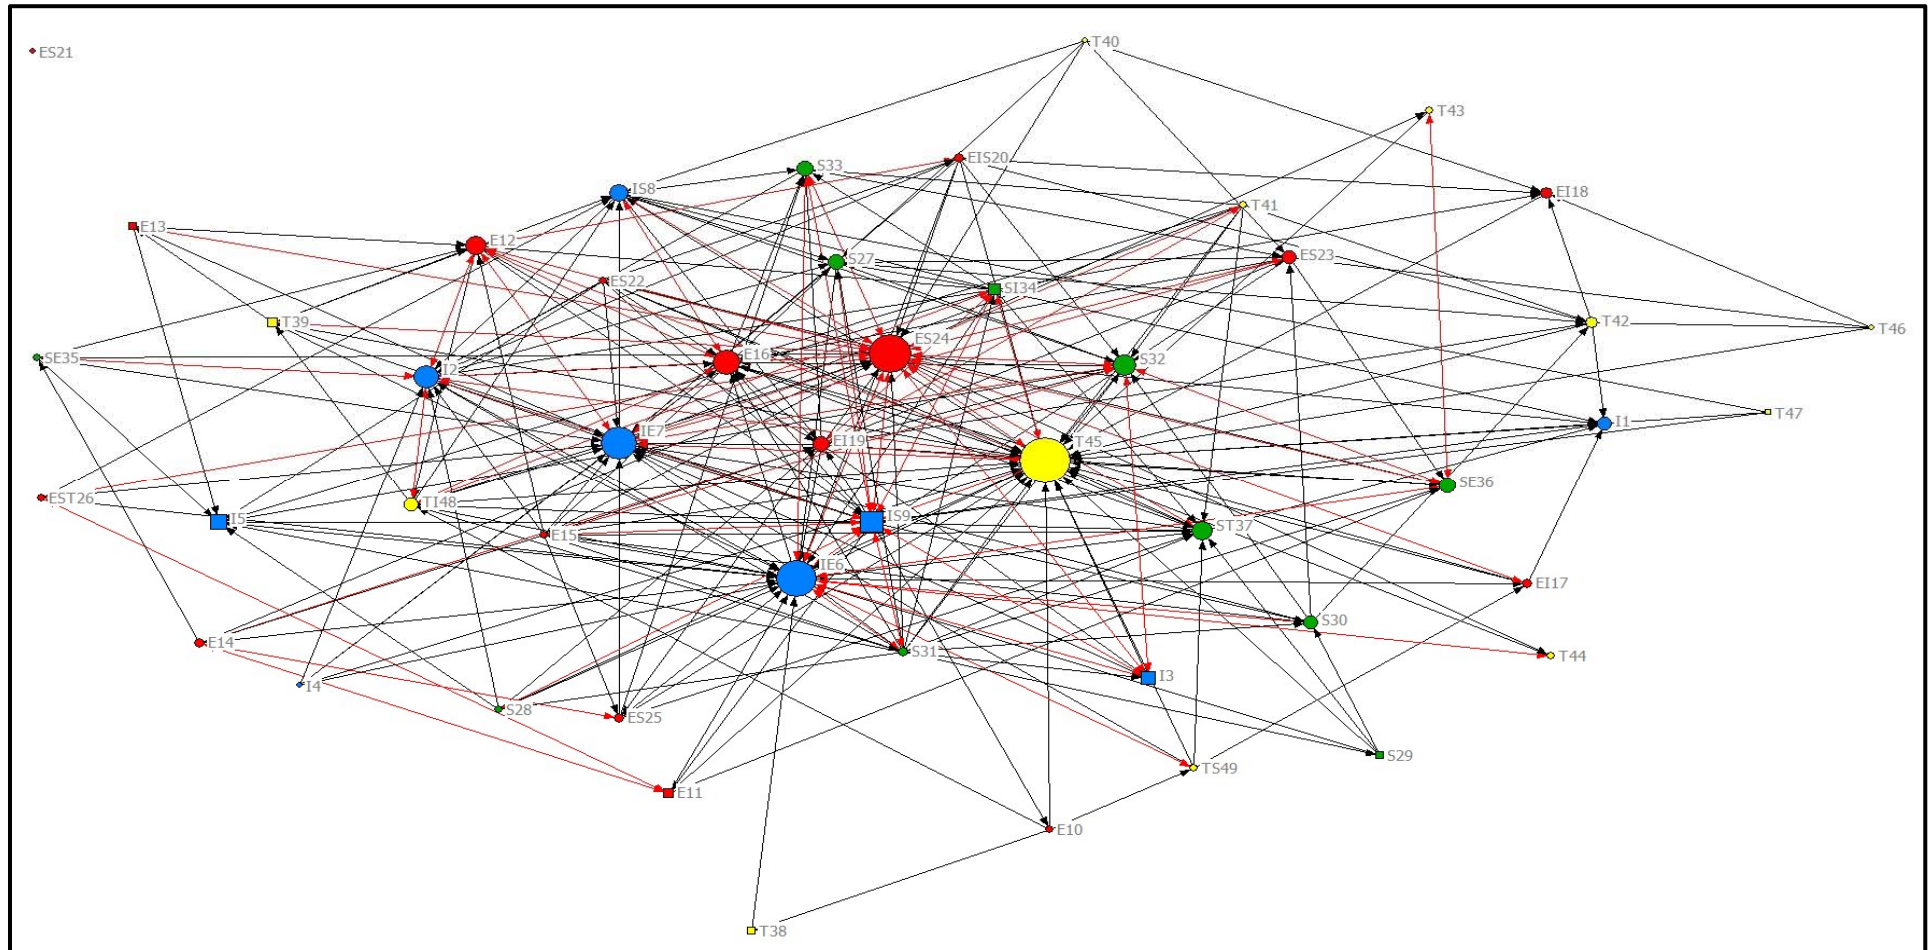 T40
ES21
T43
EIS20
S33
IS8
EI18
T41
E13
E12
ES23
S27
ES22
SI34
T39
T42
T46
ES24
E16
SE35
S32
I2
T47
I1
IE7
EI19
T45
SE36
EST26
TI48
IS9
I5
ST37
E15
IE6
EI17
S30
E14
S31
T44
I3
I4
S28
ES25
S29
TS49
E11
E10
T38